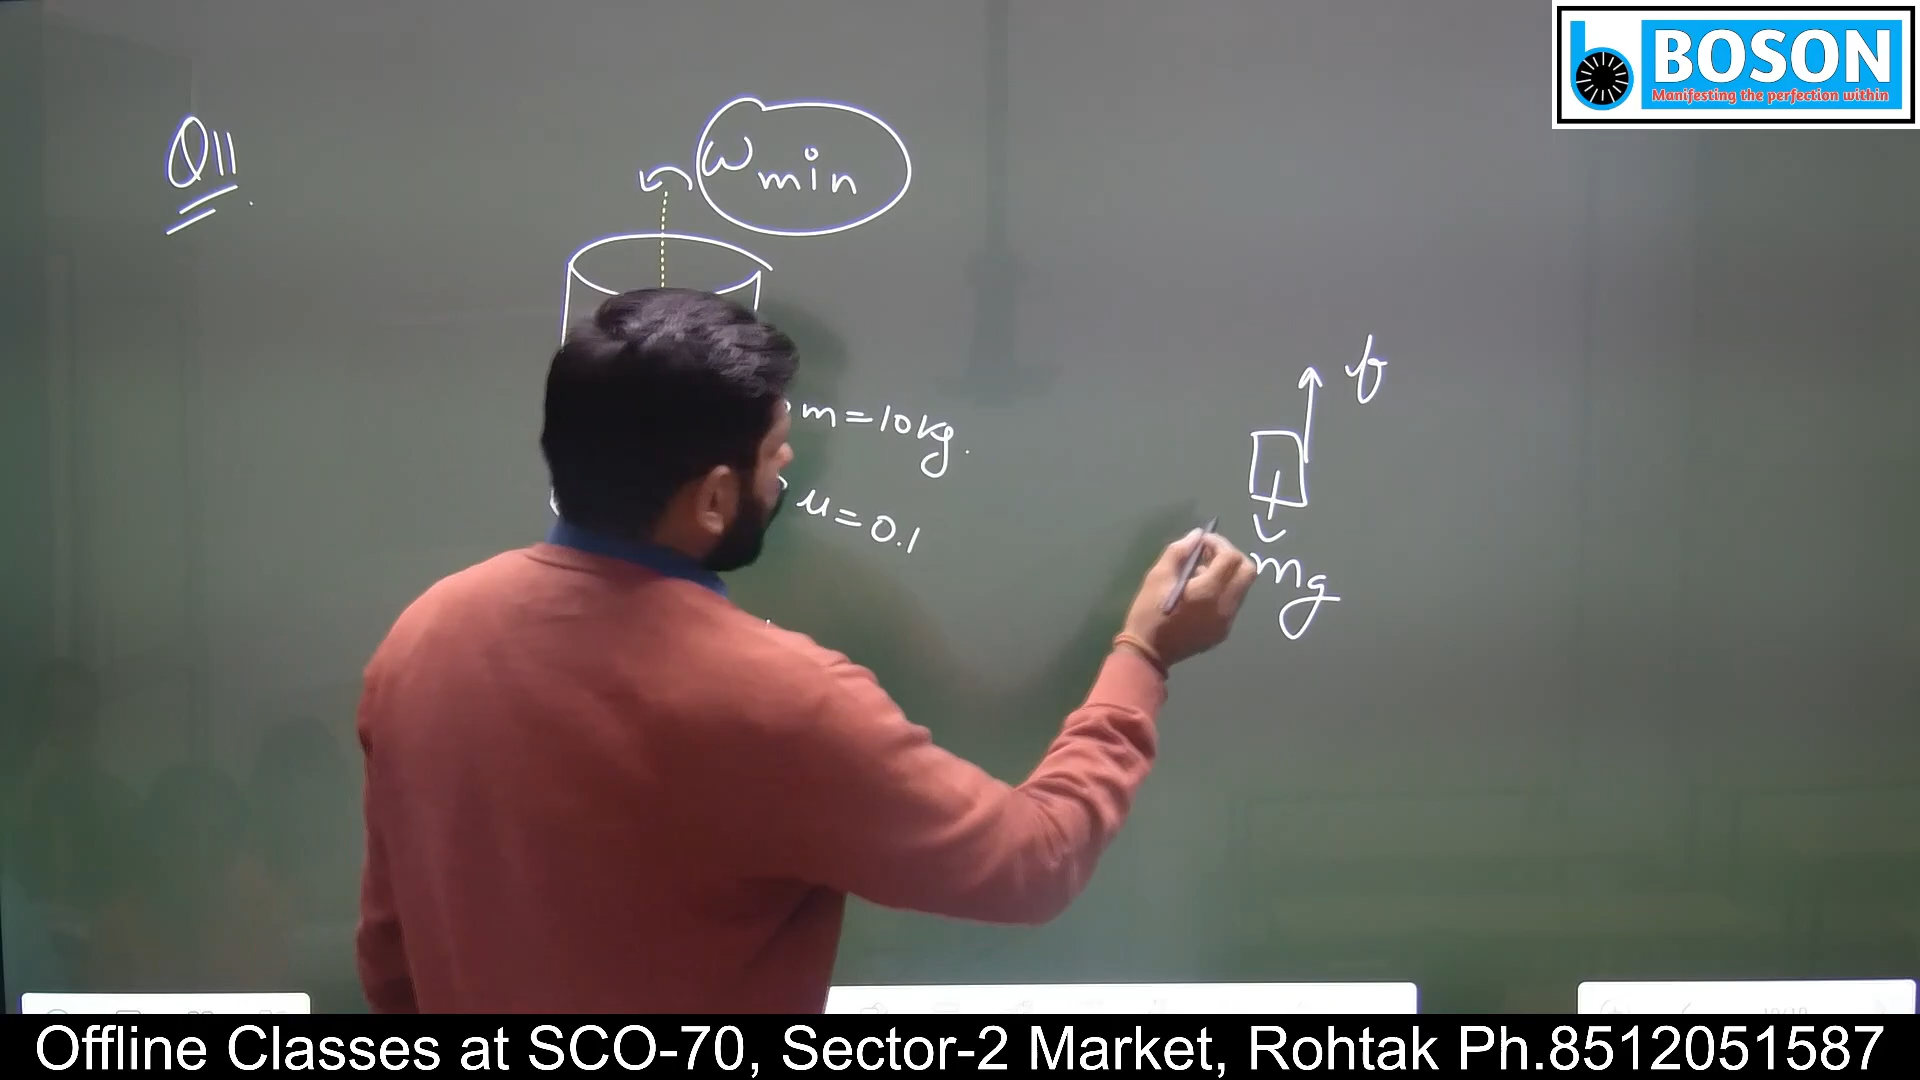 BOSON
Manifesting the perfection within
Q11
ωmin
m=10kg.
μ=0.1
f
mg
Offline Classes at SCO-70, Sector-2 Market, Rohtak Ph.8512051587